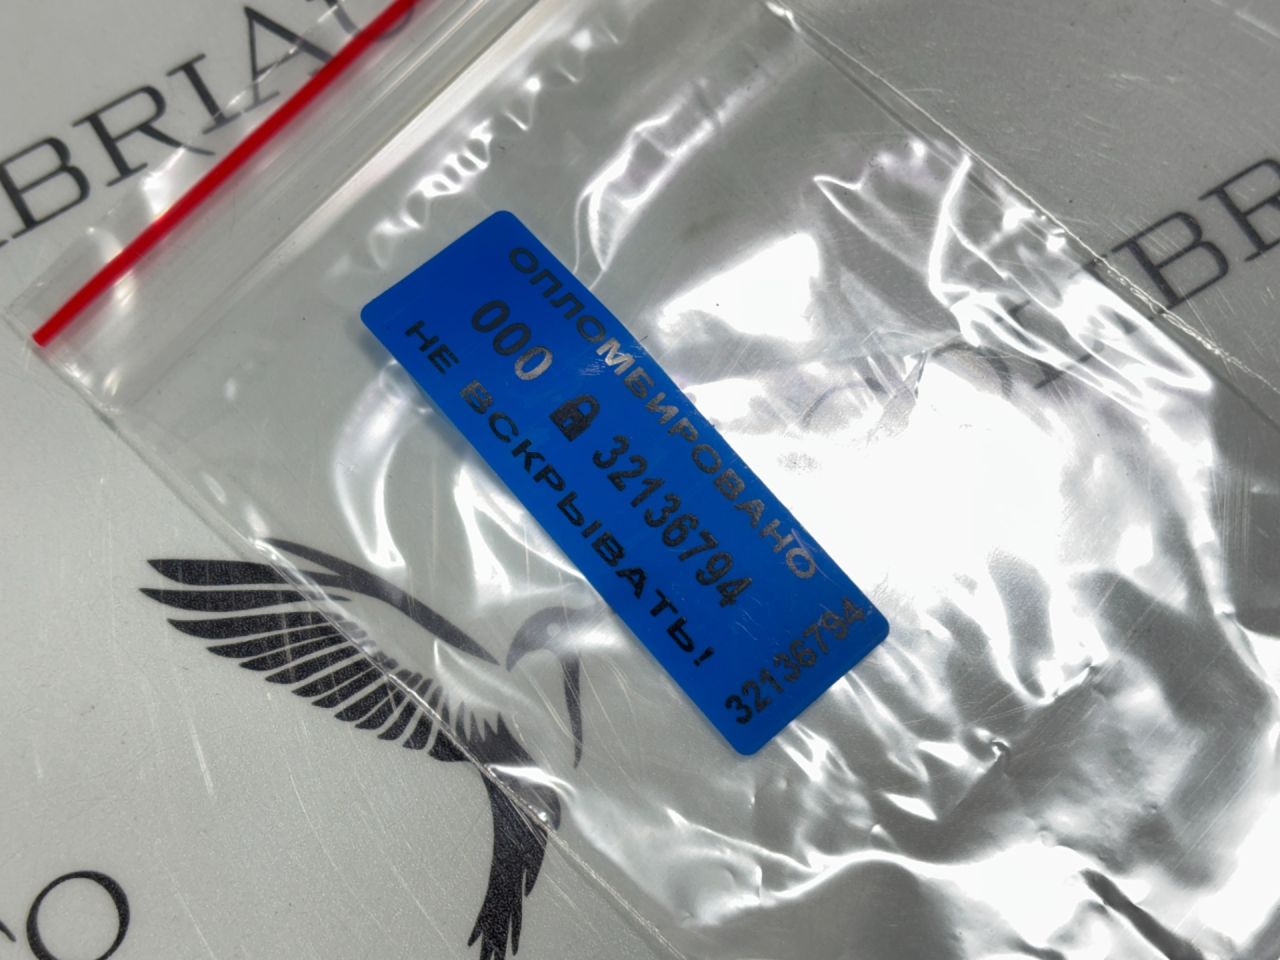 BRIA
BR
ОПЛОМБИРОВАНО
000 32136794
НЕ ВСКРЫВАТЬ!
32136794